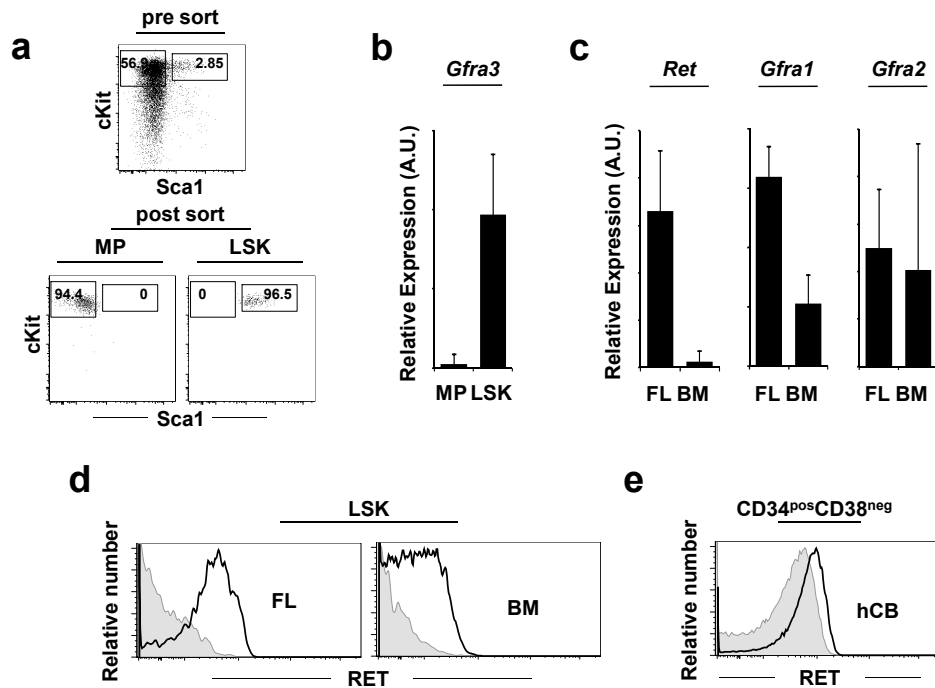 a
pre sort
56.9
2.85
cKit
Sca1
post sort
MP
LSK
94.4
0
0
96.5
cKit
Sca1
b
Gfra3
Relative Expression (A.U.)
MP LSK
c
Ret
Gfra1
Gfra2
Relative Expression (A.U.)
FL BM
FL BM
FL BM
d
LSK
Relative number
FL
BM
RET
e
CD34posCD38neg
Relative number
hCB
RET